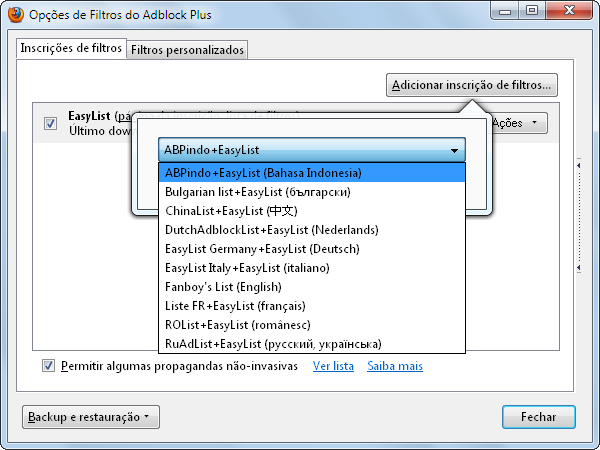 Opções de Filtros do Adblock Plus
Inscrições de filtros
Filtros personalizados
Adicionar inscrição de filtros...
EasyList
Último dow
Ações
ABPindo+EasyList
ABPindo+EasyList (Bahasa Indonesia)
Bulgarian list+EasyList (български)
ChinaList+EasyList (中文)
DutchAdblockList+EasyList (Nederlands)
EasyList Germany+EasyList (Deutsch)
EasyList Italy+EasyList (italiano)
Fanboy's List (English)
Liste FR+EasyList (français)
ROList+EasyList (românesc)
RuAdList+EasyList (русский, українська)
Permitir algumas propagandas não-invasivas Ver lista Saiba mais
Backup e restauração
Fechar